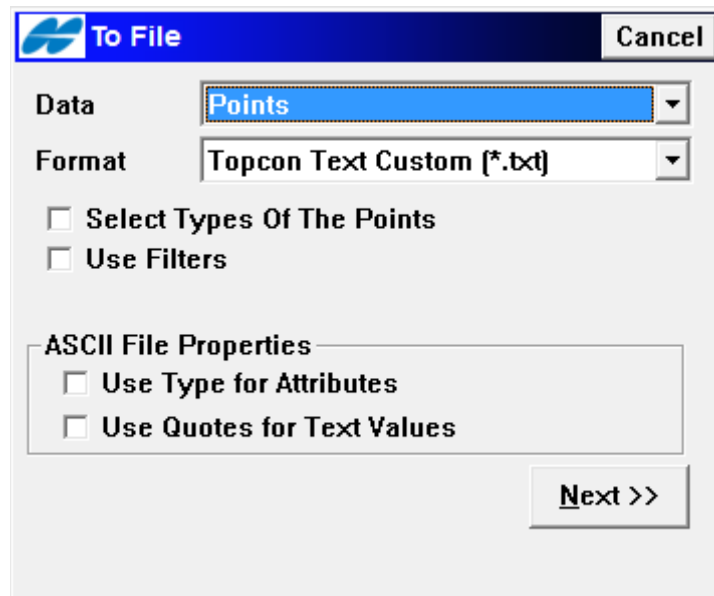 To File Cancel
Data Points
Format Topcon Text Custom (*.txt)
Select Types Of The Points
Use Filters
ASCII File Properties
Use Type for Attributes
Use Quotes for Text Values
Next >>